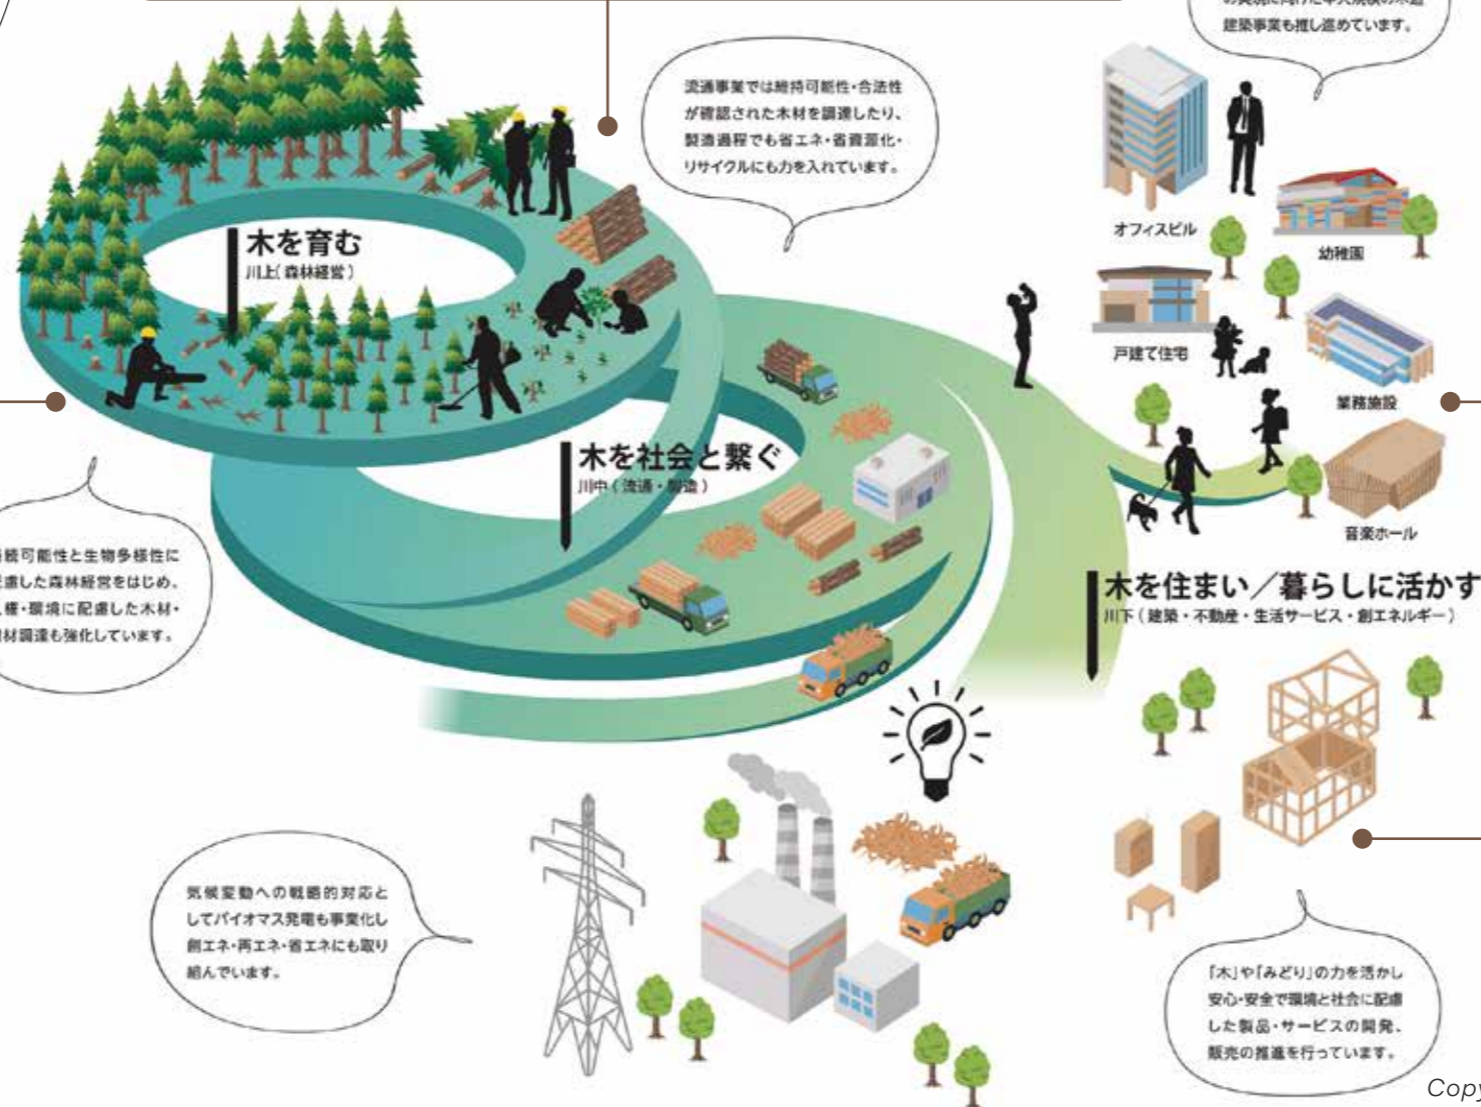 建築事業も推し進めています。
流通事業では維持可能性・合法性
が確認された木材を調達したり、
製造過程でも省エネ・省資源化・
リサイクルにも力を入れています。
オフィスビル
幼稚園
戸建て住宅
業務施設
音楽ホール
木を育む
川上(森林経営)
木を社会と繋ぐ
川中(流通・製造)
木を住まい／暮らしに活かす
川下(建築・不動産・生活サービス・創エネルギー)
続可能性と生物多様性に
慮した森林経営をはじめ、
権・環境に配慮した木材・
材調達も強化しています。
気候変動への戦略的対応と
してバイオマス発電も事業化し
創エネ・再エネ・省エネにも取り
組んでいます。
「木」や「みどり」の力を活かし
安心・安全で環境と社会に配慮
した製品・サービスの開発、
販売の推進を行っています。
Copy